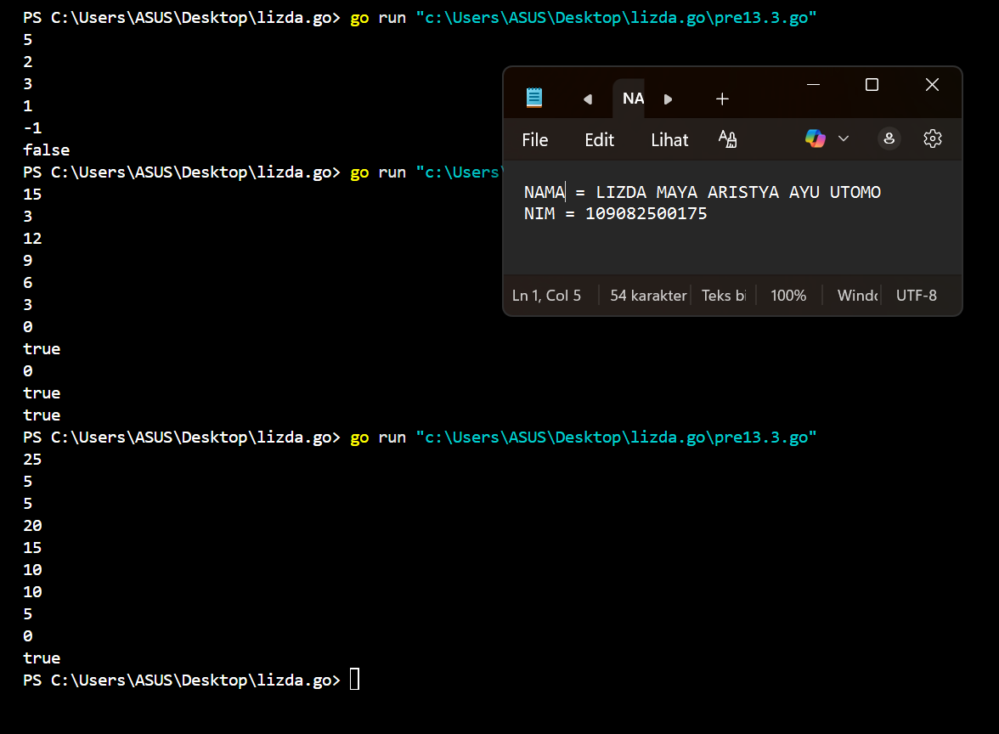 PS C:\Users\ASUS\Desktop\lizda.go> go run "c:\Users\ASUS\Desktop\lizda.go\pre13.3.go"
5
2
3
1
-1
false
PS C:\Users\ASUS\Desktop\lizda.go> go run "c:\Users\
15
3
12
9
6
3
0
true
0
true
true
PS C:\Users\ASUS\Desktop\lizda.go> go run "c:\Users\ASUS\Desktop\lizda.go\pre13.3.go"
25
5
5
20
15
10
10
5
0
true
PS C:\Users\ASUS\Desktop\lizda.go>
NA
File Edit Lihat
NAMA = LIZDA MAYA ARISTYA AYU UTOMO
NIM = 109082500175
Ln 1, Col 5 54 karakter Teks bi 100% Windo UTF-8